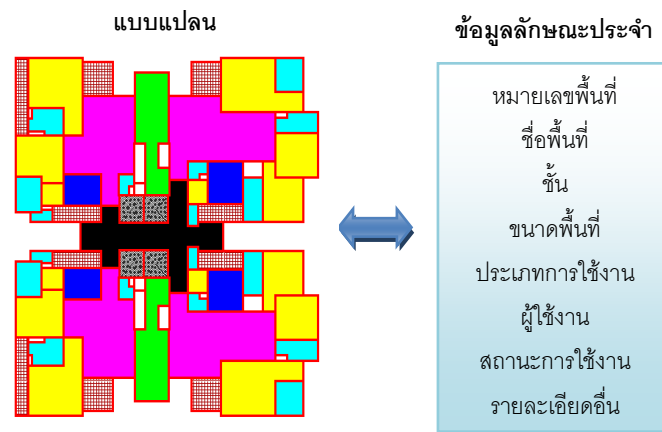 แบบแปลน
ข้อมูลลักษณะประจำ
หมายเลขพื้นที่
ชื่อพื้นที่
ชั้น
ขนาดพื้นที่
ประเภทการใช้งาน
ผู้ใช้งาน
สถานะการใช้งาน
รายละเอียดอื่น